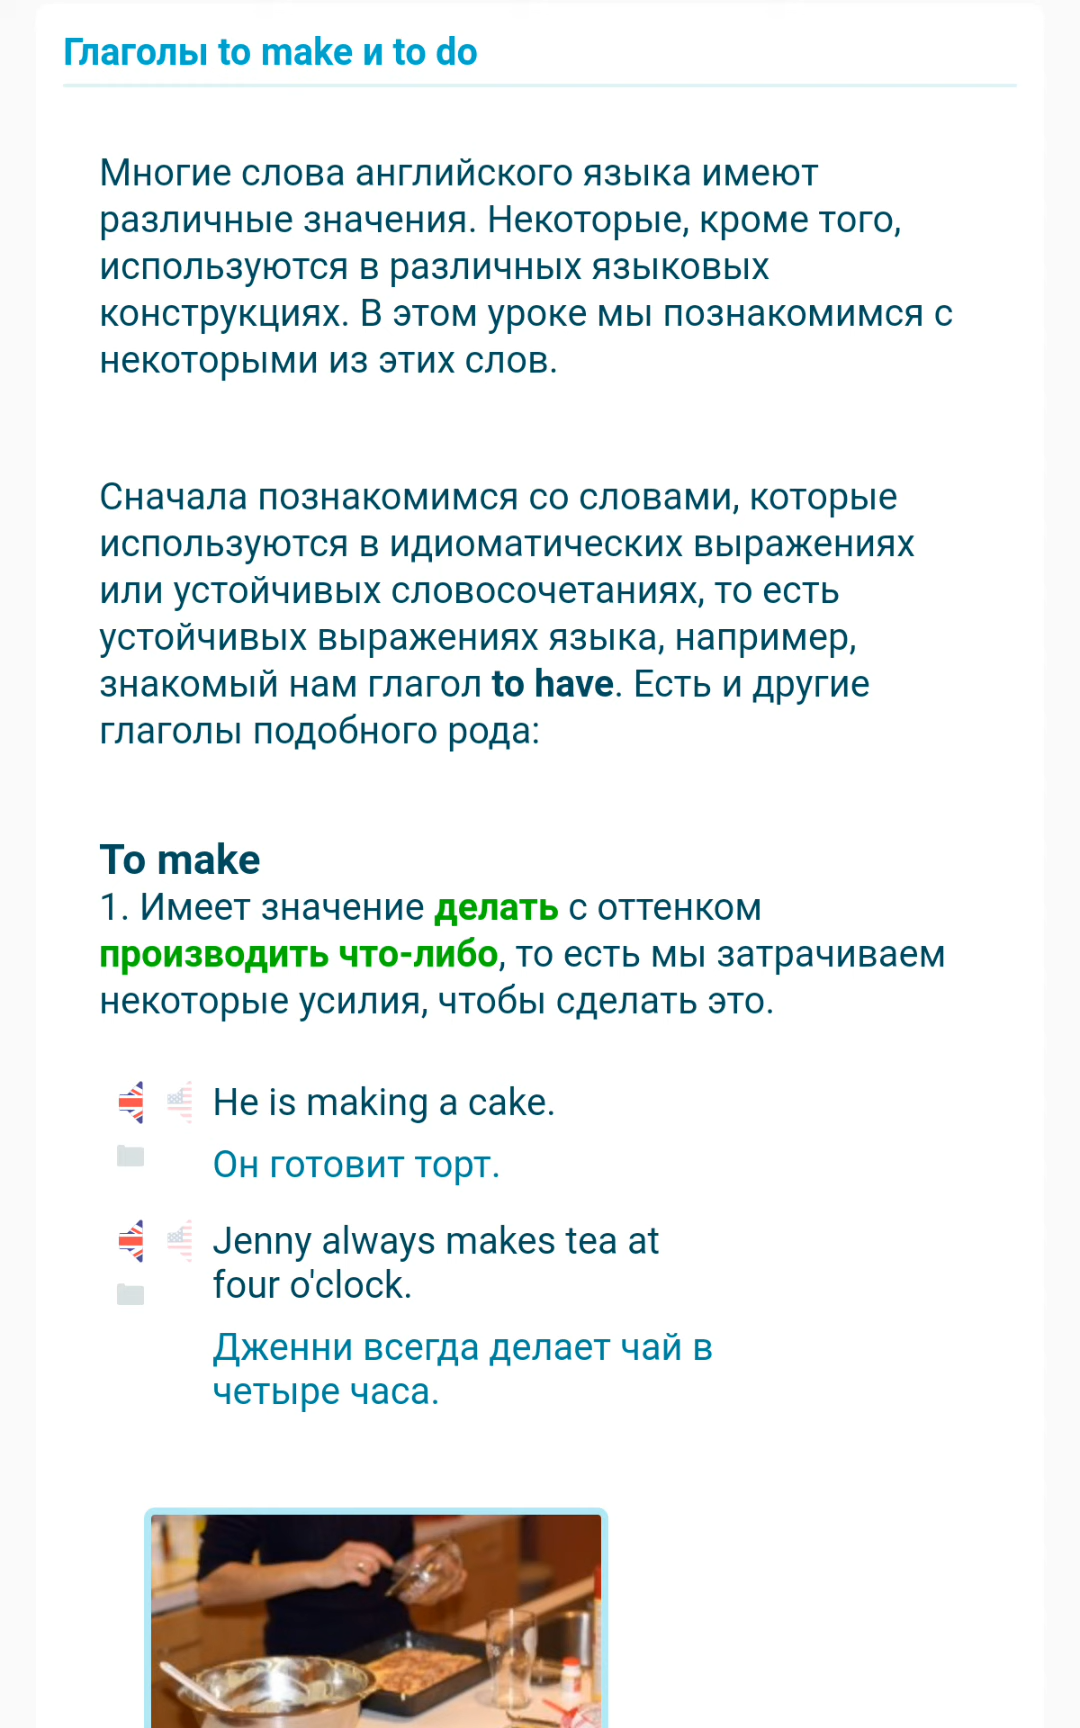 Глаголы to make и to do
Многие слова английского языка имеют
различные значения. Некоторые, кроме того,
используются в различных языковых
конструкциях. В этом уроке мы познакомимся с
некоторыми из этих слов.
Сначала познакомимся со словами, которые
используются в идиоматических выражениях
или устойчивых словосочетаниях, то есть
устойчивых выражениях языка, например,
знакомый нам глагол to have. Есть и другие
глаголы подобного рода:
To make
1. Имеет значение делать с оттенком
производить что-либо, то есть мы затрачиваем
некоторые усилия, чтобы сделать это.
He is making a cake.
Он готовит торт.
Jenny always makes tea at
four o'clock.
Дженни всегда делает чай в
четыре часа.